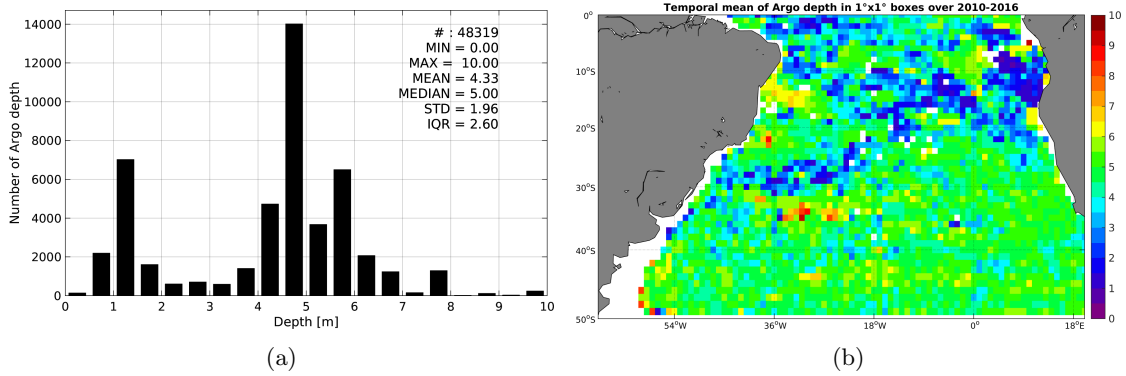 # : 48319
MIN = 0.00
MAX = 10.00
MEAN = 4.33
MEDIAN = 5.00
STD = 1.96
IQR = 2.60
Number of Argo depth
14000
12000
10000
8000
6000
4000
2000
0
0 1 2 3 4 5 6 7 8 9 10
Depth [m]
(a)
Temporal mean of Argo depth in 1°x1° boxes over 2010-2016
0°
10°S
20°S
30°S
40°S
50°S
54°W 36°W 18°W 0° 18°E
10
9
8
7
6
5
4
3
2
1
0
(b)